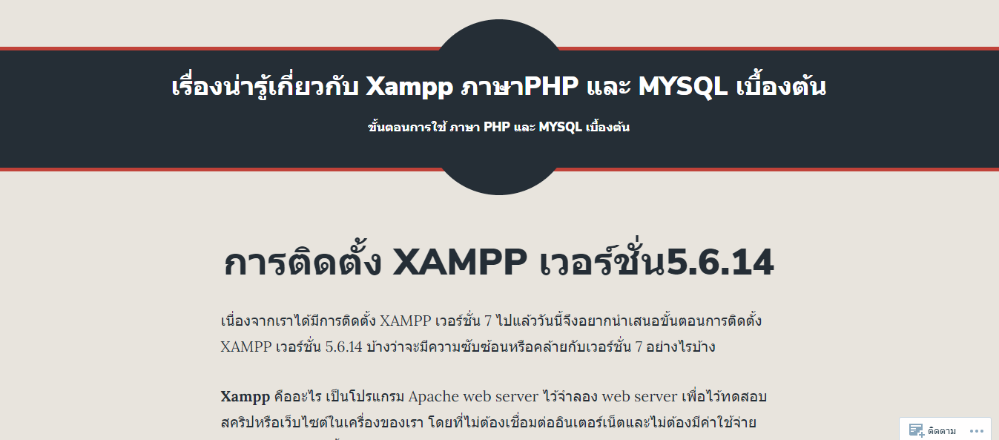 เรื่องน่ารู้เกี่ยวกับ Xampp ภาษาPHP และ MYSQL เบื้องต้น
ขั้นตอนการใช้ ภาษา PHP และ MYSQL เบื้องต้น
การติดตั้ง XAMPP เวอร์ชั่น5.6.14
เนื่องจากเราได้มีการติดตั้ง XAMPP เวอร์ชั่น 7 ไปแล้ววันนี้จึงอยากนำเสนอขั้นตอนการติดตั้ง
XAMPP เวอร์ชั่น 5.6.14 บ้างว่าจะมีความซับซ้อนหรือคล้ายกับเวอร์ชั่น 7 อย่างไรบ้าง
Xampp คืออะไร เป็นโปรแกรม Apache web server ไว้จำลอง web server เพื่อไว้ทดสอบ
สคริปหรือเว็บไซต์ในเครื่องของเรา โดยที่ไม่ต้องเชื่อมต่ออินเตอร์เน็ตและไม่ต้องมีค่าใช้จ่าย
ติดตาม